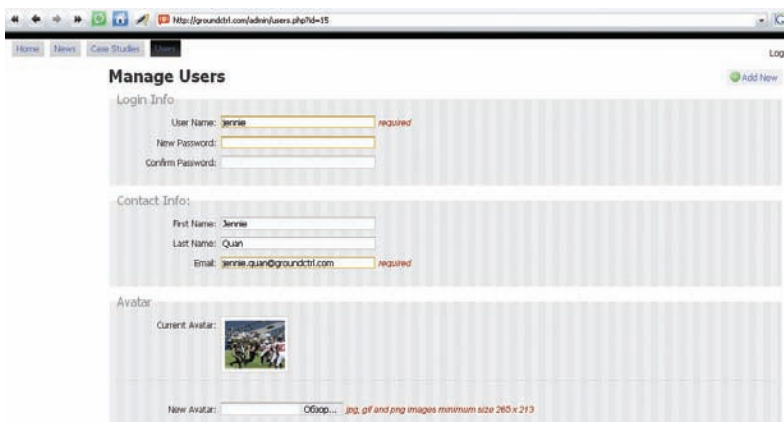 http://groundctrl.com/admin/users.php?id=15
Home News Case Studies Users
Log
Manage Users
Add New
Login Info
User Name: jennie required
New Password:
Confirm Password:
Contact Info:
First Name: Jennie
Last Name: Quan
Email: jennie.quan@groundctrl.com required
Avatar
Current Avatar:
New Avatar: Обзор... jpg, gif and png images minimum size 265 x 213